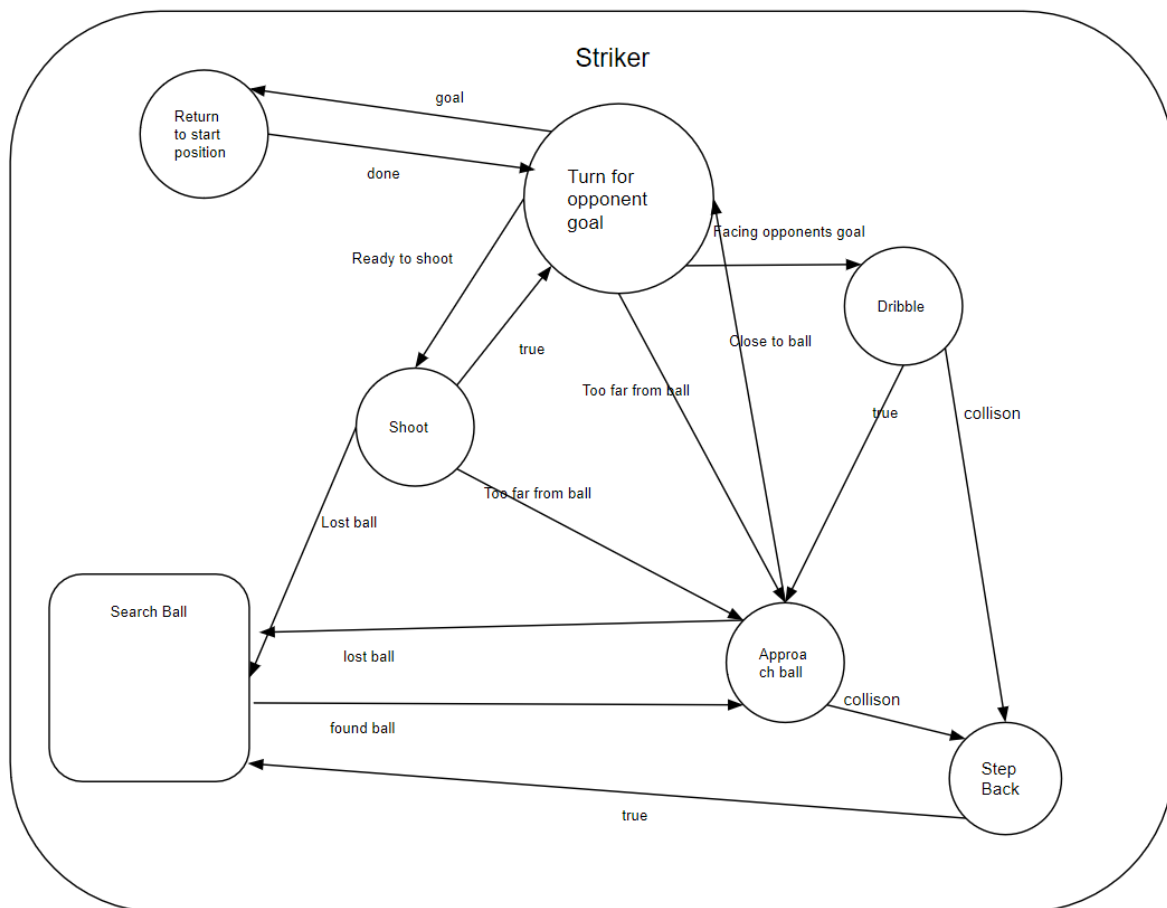 Striker
goal
Return
to start
position
done
Turn for
opponent
goal
Facing opponents goal
Ready to shoot
Dribble
true
Close to ball
Too far from ball
true
collison
Shoot
Too far from ball
Lost ball
Search Ball
lost ball
Approa
ch ball
collison
found ball
Step
Back
true